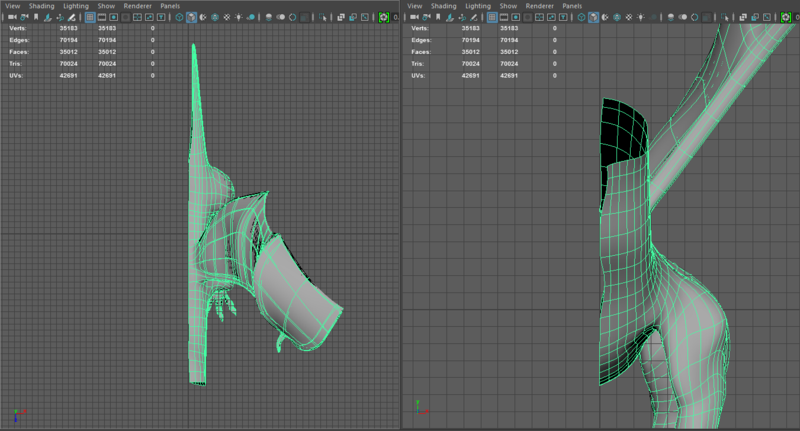 View Shading Lighting Show Renderer Panels
Verts: 35183 35183 0
Edges: 70194 70194 0
Faces: 35012 35012 0
Tris: 70024 70024 0
UVs: 42691 42691 0
View Shading Lighting Show Renderer Panels
Verts: 35183 35183 0
Edges: 70194 70194 0
Faces: 35012 35012 0
Tris: 70024 70024 0
UVs: 42691 42691 0